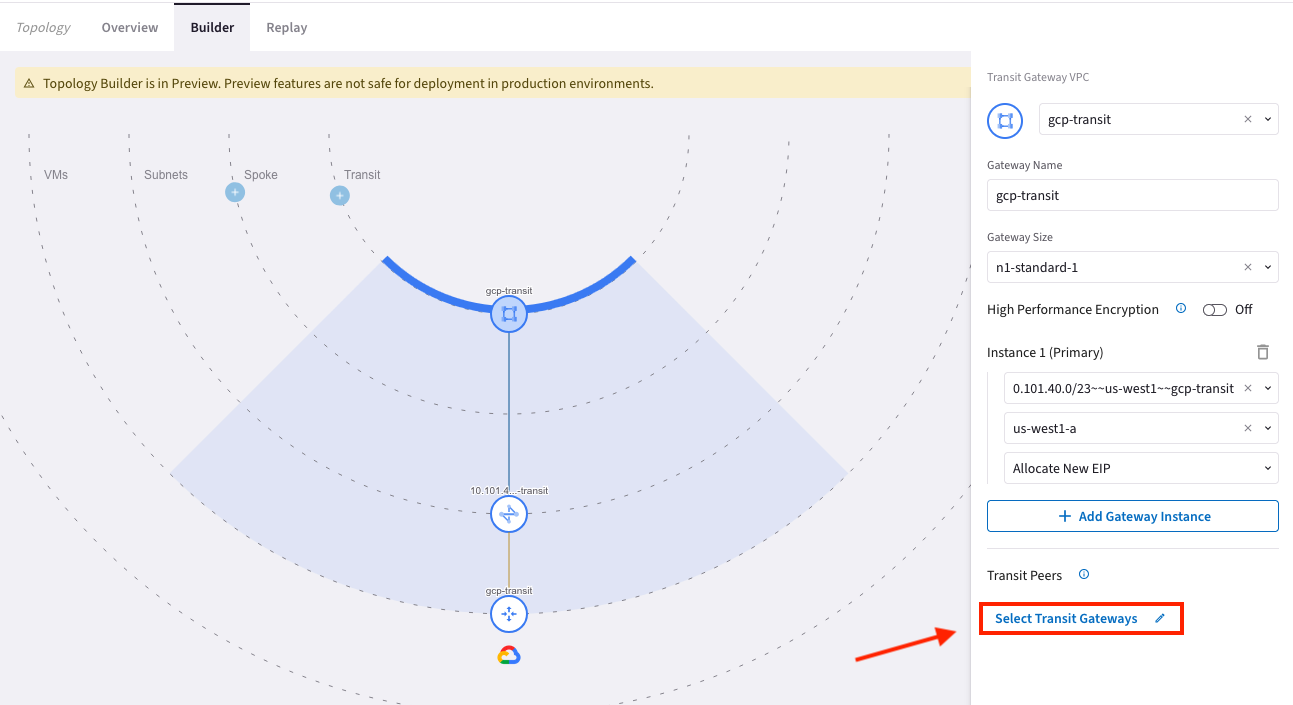 Topology Overview Builder Replay
Topology Builder is in Preview. Preview features are not safe for deployment in production environments.
VMs Subnets Spoke Transit
gcp-transit
10.101.4...-transit
gcp-transit
Transit Gateway VPC
gcp-transit
Gateway Name
gcp-transit
Gateway Size
n1-standard-1
High Performance Encryption Off
Instance 1 (Primary)
0.101.40.0/23~~us-west1~~gcp-transit
us-west1-a
Allocate New EIP
+ Add Gateway Instance
Transit Peers
Select Transit Gateways